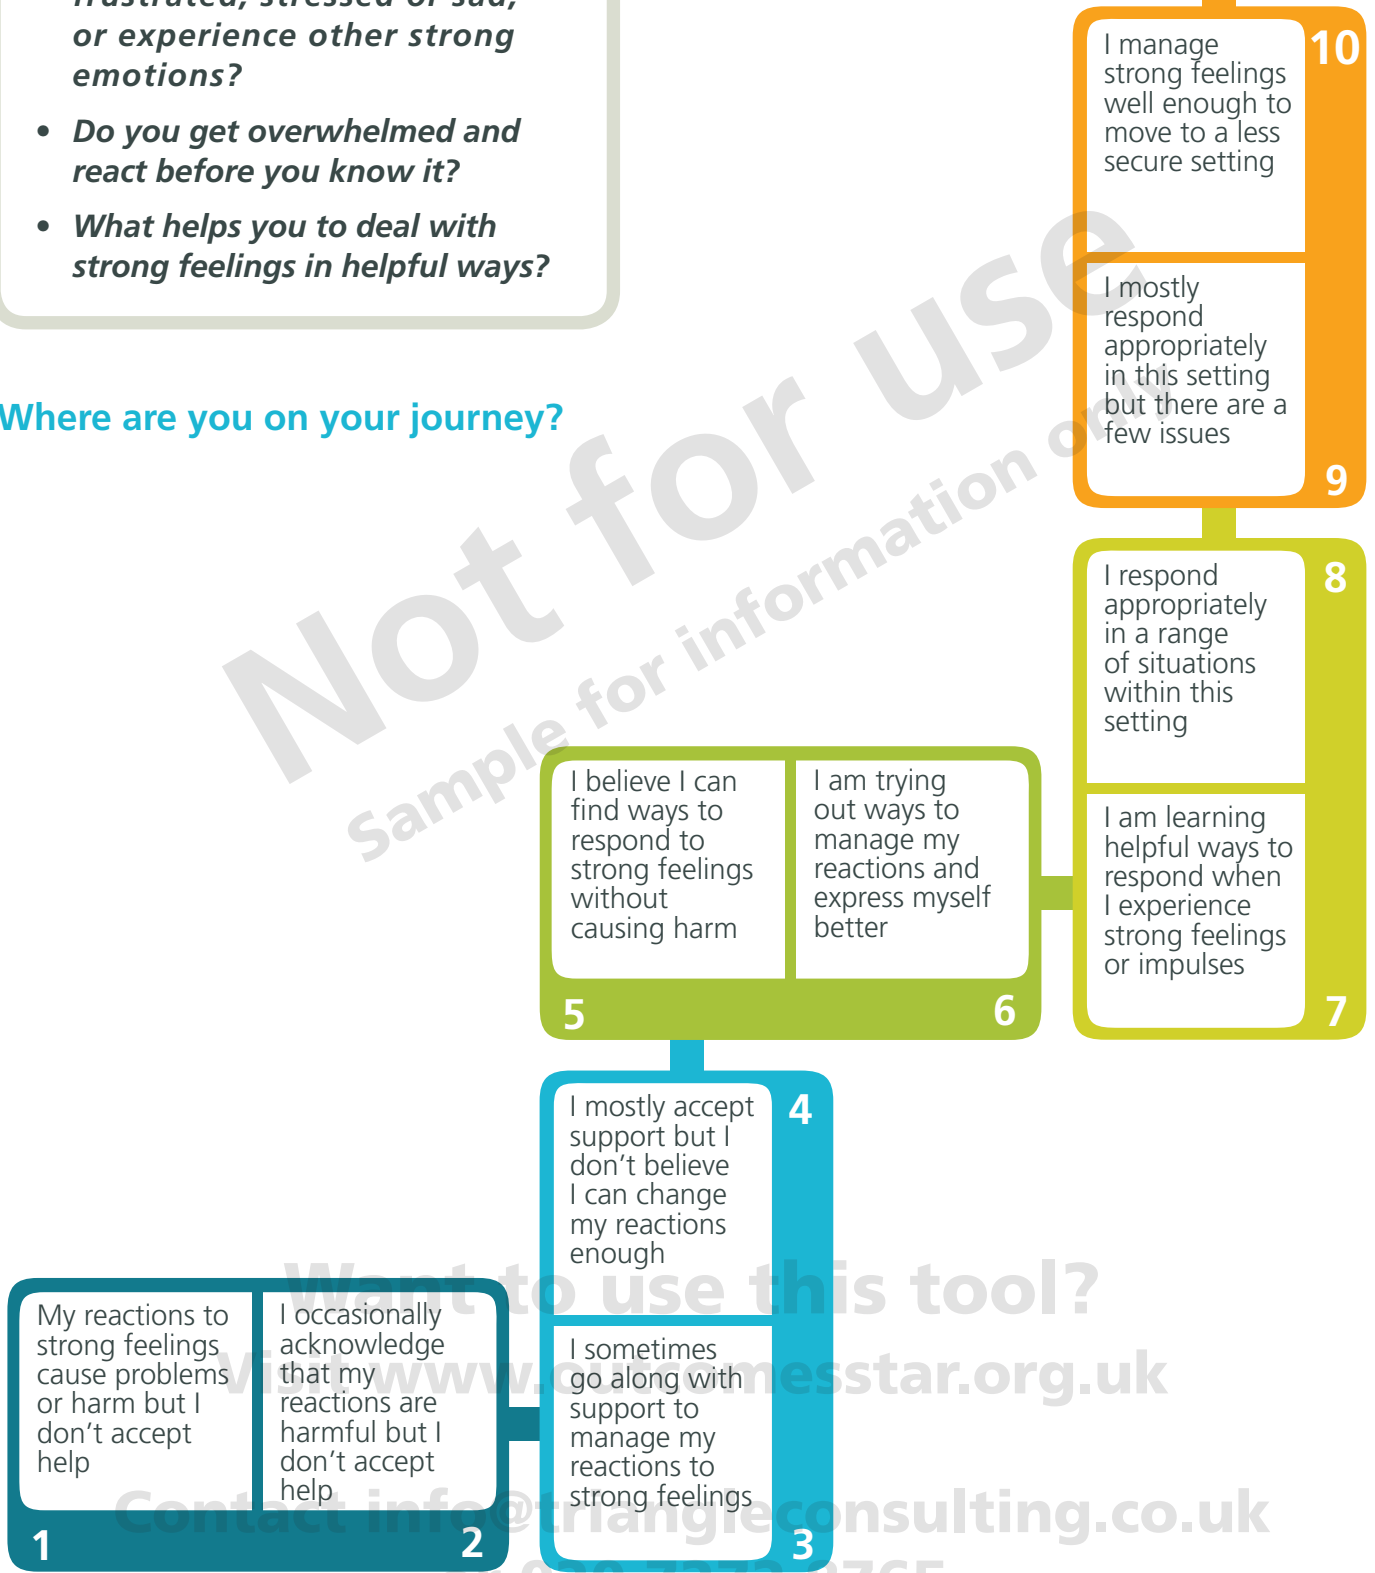 frustrated, stressed or sad,
or experience other strong
emotions?
• Do you get overwhelmed and
react before you know it?
• What helps you to deal with
strong feelings in helpful ways?
Where are you on your journey?
I manage
strong feelings
well enough to
move to a less
secure setting
10
I mostly
respond
appropriately
in this setting
but there are a
few issues
9
I respond
appropriately
in a range
of situations
within this
setting
8
I am learning
helpful ways to
respond when
I experience
strong feelings
or impulses
7
I believe I can
find ways to
respond to
strong feelings
without
causing harm
5
I am trying
out ways to
manage my
reactions and
express myself
better
6
I mostly accept
support but I
don't believe
I can change
my reactions
enough
4
I sometimes
go along with
support to
manage my
reactions to
strong feelings
3
My reactions to
strong feelings
cause problems
or harm but I
don't accept
help
1
I occasionally
acknowledge
that my
reactions are
harmful but I
don't accept
help
2
Not for use
Sample for information only
Want to use this tool?
Visit www.outcomesstar.org.uk
Contact info@triangleconsulting.co.uk